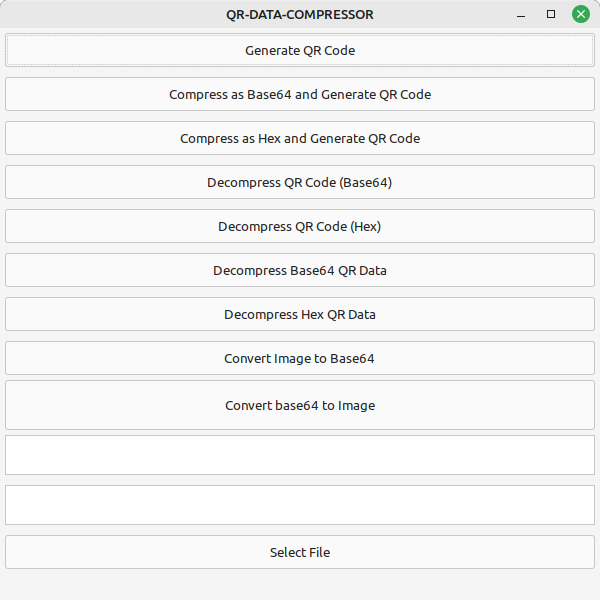 QR-DATA-COMPRESSOR
Generate QR Code
Compress as Base64 and Generate QR Code
Compress as Hex and Generate QR Code
Decompress QR Code (Base64)
Decompress QR Code (Hex)
Decompress Base64 QR Data
Decompress Hex QR Data
Convert Image to Base64
Convert base64 to Image
Select File